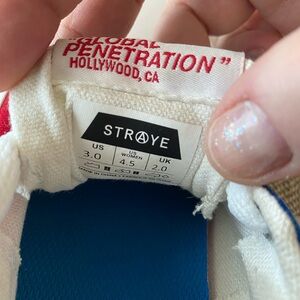 "GLOBAL
PENETRATION"
HOLLYWOOD, CA
STRAYE
US US WOMEN UK
3.0 4.5 2.0